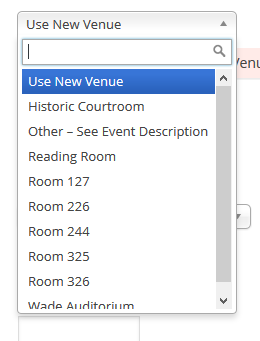 Use New Venue
Use New Venue
Historic Courtroom
Other – See Event Description
Reading Room
Room 127
Room 226
Room 244
Room 325
Room 326
Wade Auditorium